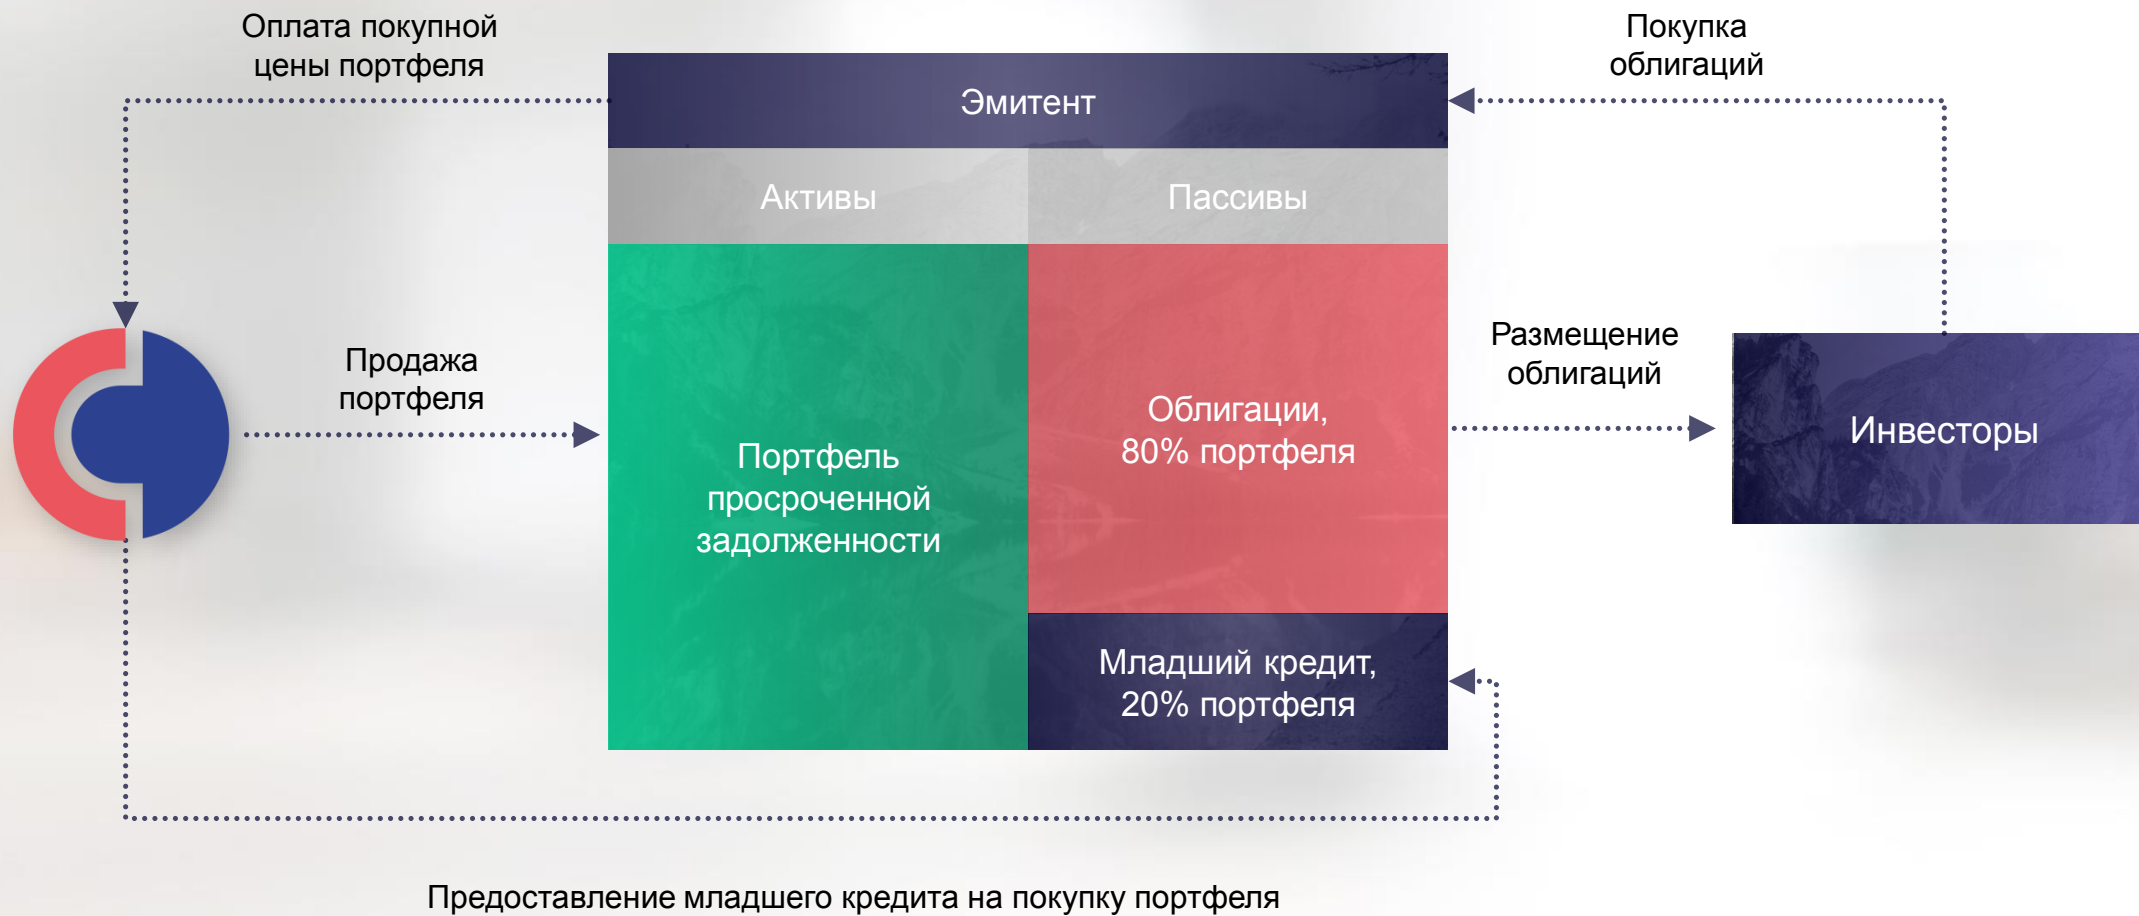 Оплата покупной
цены портфеля
Покупка
облигаций
Эмитент
Активы
Пассивы
Продажа
портфеля
Портфель
просроченной
задолженности
Облигации,
80% портфеля
Размещение
облигаций
Инвесторы
Младший кредит,
20% портфеля
Предоставление младшего кредита на покупку портфеля